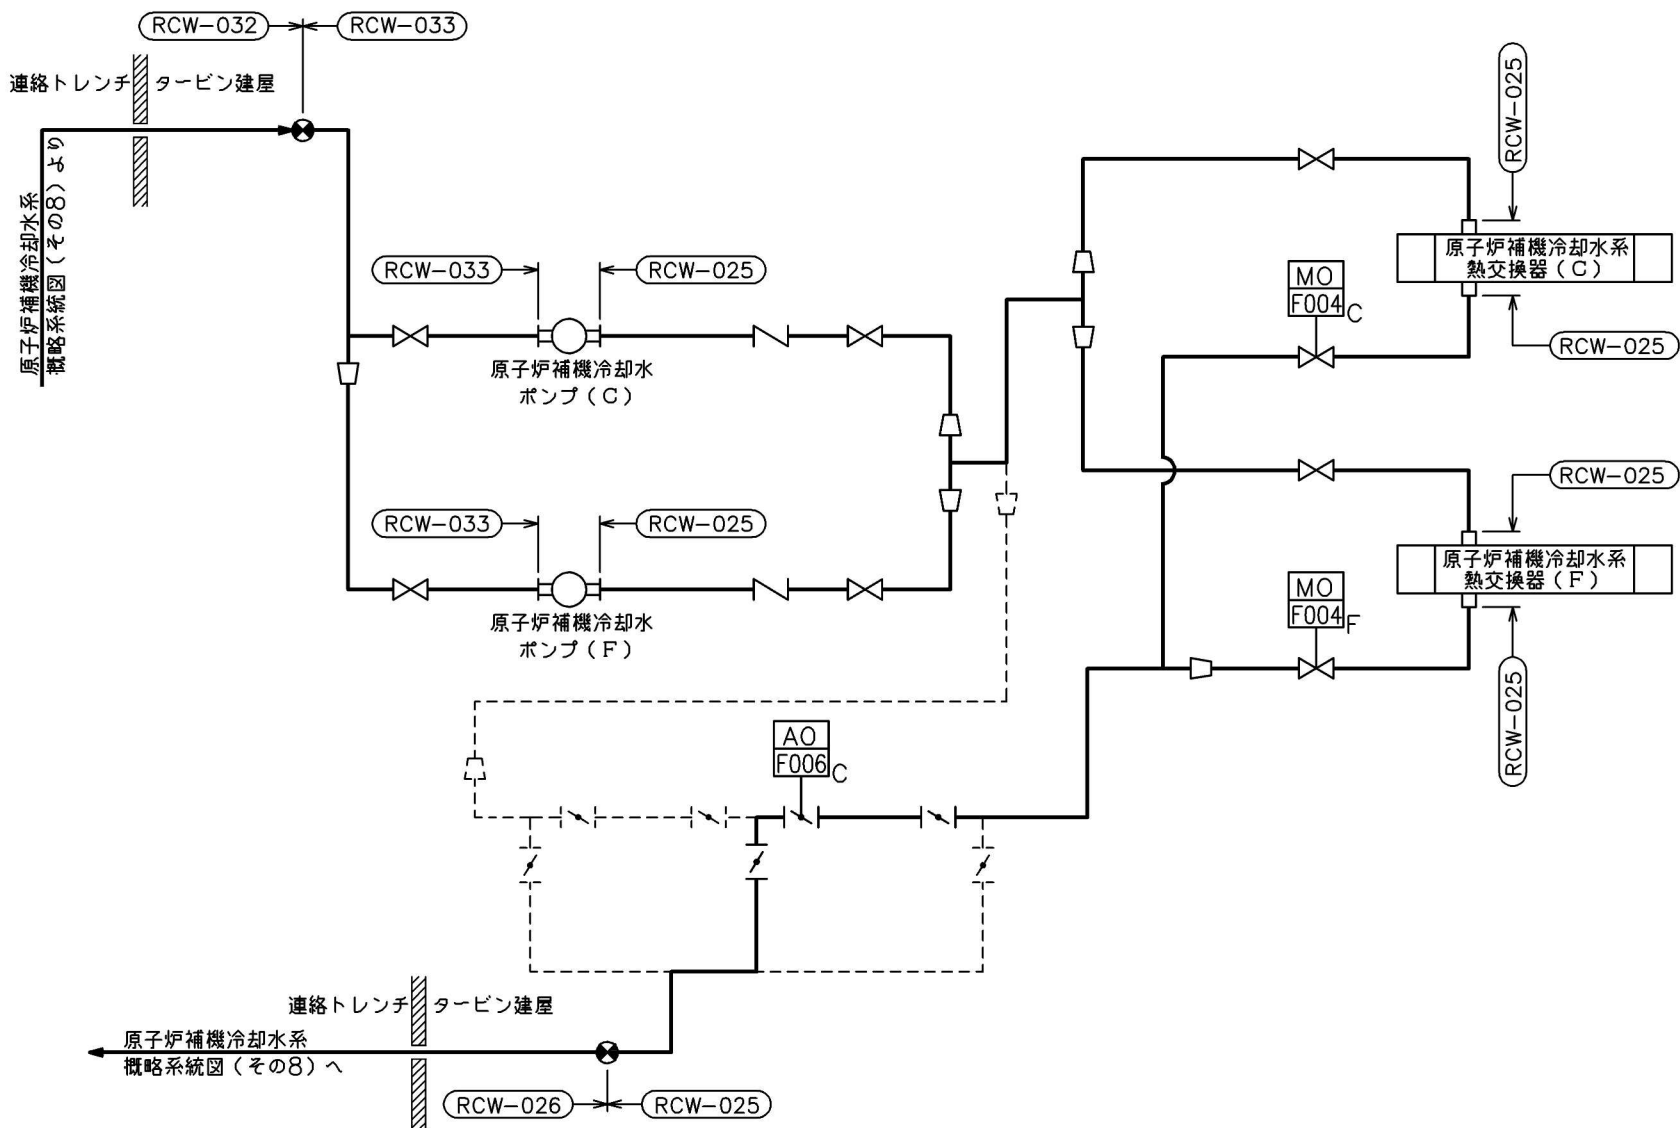 RCW-032
RCW-033
連絡トレンチ
タービン建屋
原子炉補機冷却水系
概略系統図（その8）より
RCW-033
RCW-025
原子炉補機冷却水
ポンプ（C）
RCW-033
RCW-025
原子炉補機冷却水
ポンプ（F）
RCW-025
原子炉補機冷却水系
熱交換器（C）
MO
F004C
RCW-025
RCW-025
原子炉補機冷却水系
熱交換器（F）
MO
F004F
RCW-025
AO
F006C
連絡トレンチ
タービン建屋
原子炉補機冷却水系
概略系統図（その8）へ
RCW-026
RCW-025